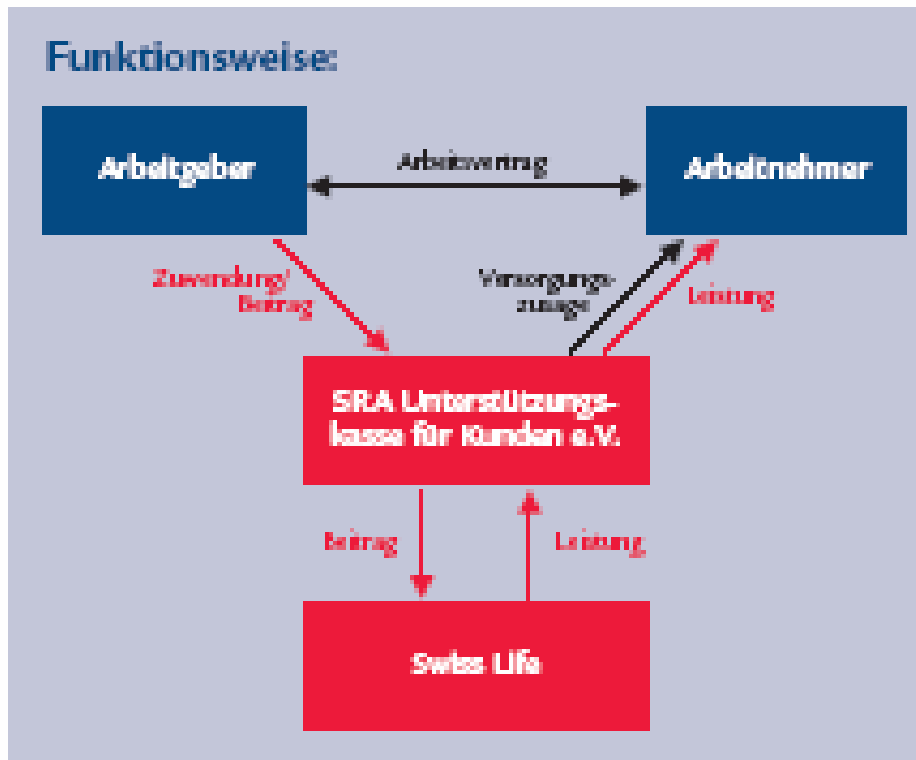 Funktionsweise:
Arbeitgeber
Arbeitsvertrag
Arbeitnehmer
Zuwendung/
Beitrag
Versorgungs-
zusage
Leistung
SRA Unterstützungs-
kasse für Kunden e.V.
Beitrag
Leistung
Swiss Life